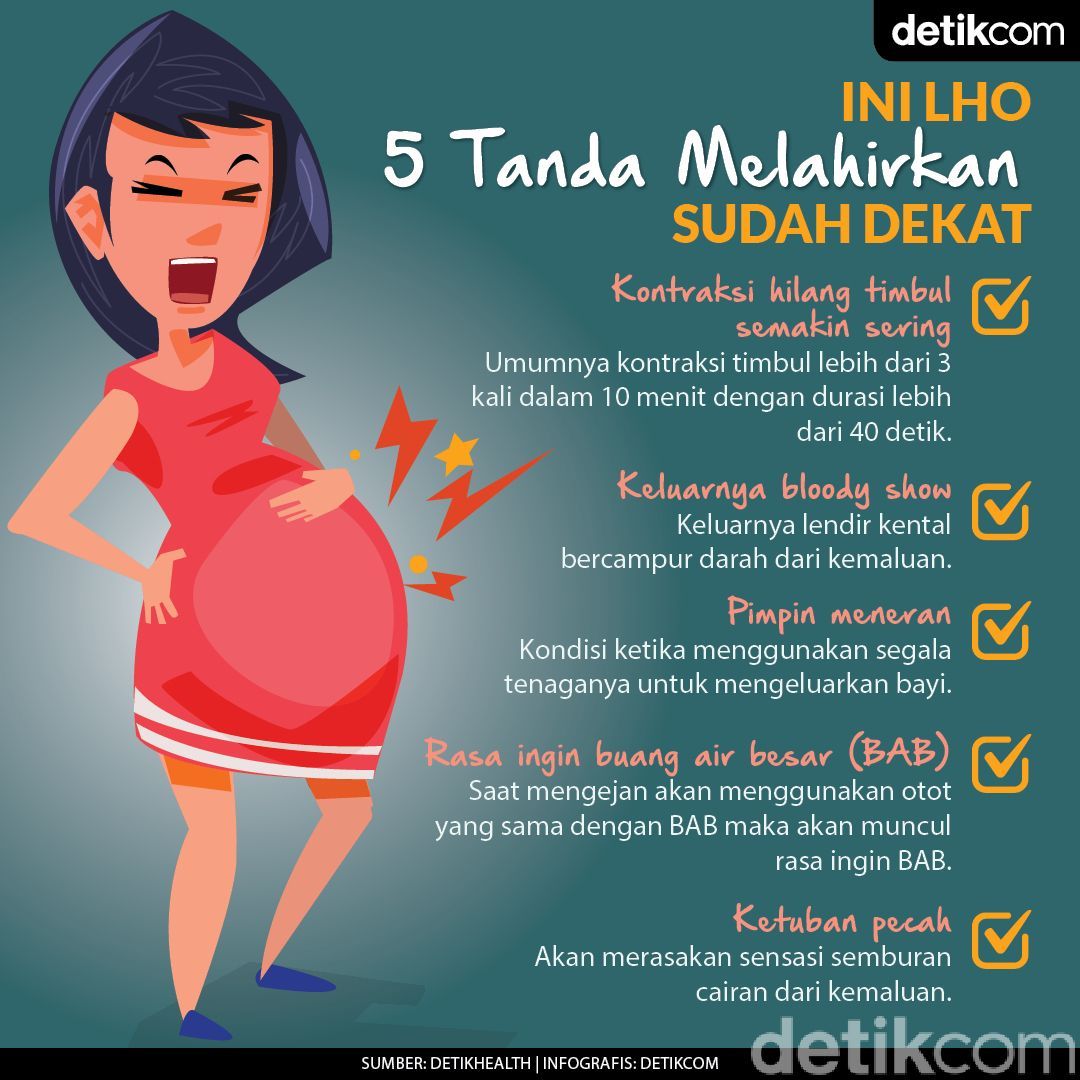 detikcom
INI LHO
5 Tanda Melahirkan
SUDAH DEKAT
Kontraksi hilang timbul
semakin sering
Umumnya kontraksi timbul lebih dari 3
kali dalam 10 menit dengan durasi lebih
dari 40 detik.
Keluarnya bloody show
Keluarnya lendir kental
bercampur darah dari kemaluan.
Pimpin meneran
Kondisi ketika menggunakan segala
tenaganya untuk mengeluarkan bayi.
Rasa ingin buang air besar (BAB)
Saat mengejan akan menggunakan otot
yang sama dengan BAB maka akan muncul
rasa ingin BAB.
Ketuban pecah
Akan merasakan sensasi semburan
cairan dari kemaluan.
detikcom
SUMBER: DETIKHEALTH | INFOGRAFIS: DETIKCOM